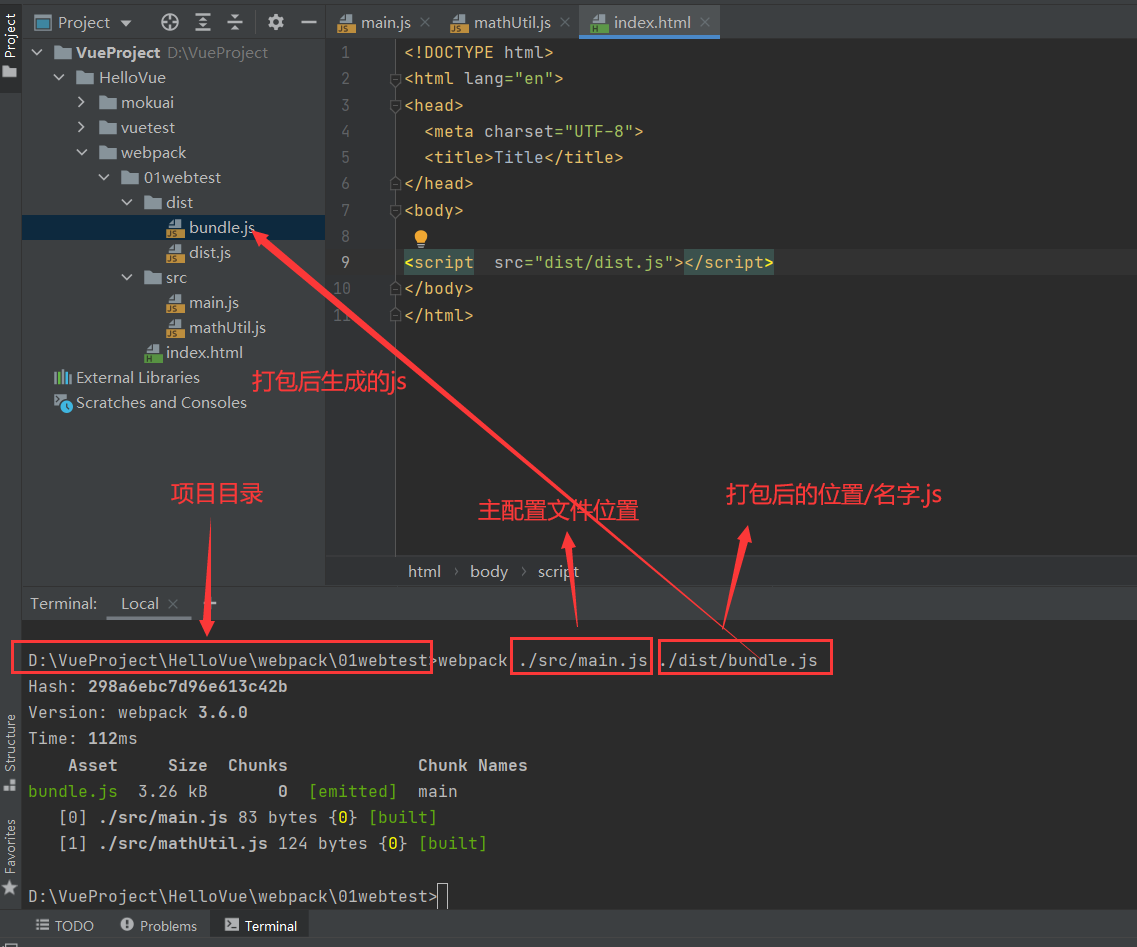 Project
Project
main.js
mathUtil.js
index.html
VueProject D:\VueProject
HelloVue
mokuai
vuetest
webpack
01webtest
dist
bundle.js
dist.js
src
main.js
mathUtil.js
index.html
External Libraries
Scratches and Consoles
1 <!DOCTYPE html>
2 <html lang="en">
3 <head>
4 <meta charset="UTF-8">
5 <title>Title</title>
6 </head>
7 <body>
8
9 <script  src="dist/dist.js"></script>
10 </body>
11 </html>
打包后生成的js
项目目录
主配置文件位置
打包后的位置/名字.js
html › body › script
Terminal: Local
D:\VueProject\HelloVue\webpack\01webtest>webpack ./src/main.js ./dist/bundle.js
Hash: 298a6ebc7d96e613c42b
Version: webpack 3.6.0
Time: 112ms
Asset Size Chunks Chunk Names
bundle.js 3.26 kB 0 [emitted] main
[0] ./src/main.js 83 bytes {0} [built]
[1] ./src/mathUtil.js 124 bytes {0} [built]
D:\VueProject\HelloVue\webpack\01webtest>
Structure
Favorites
TODO
Problems
Terminal